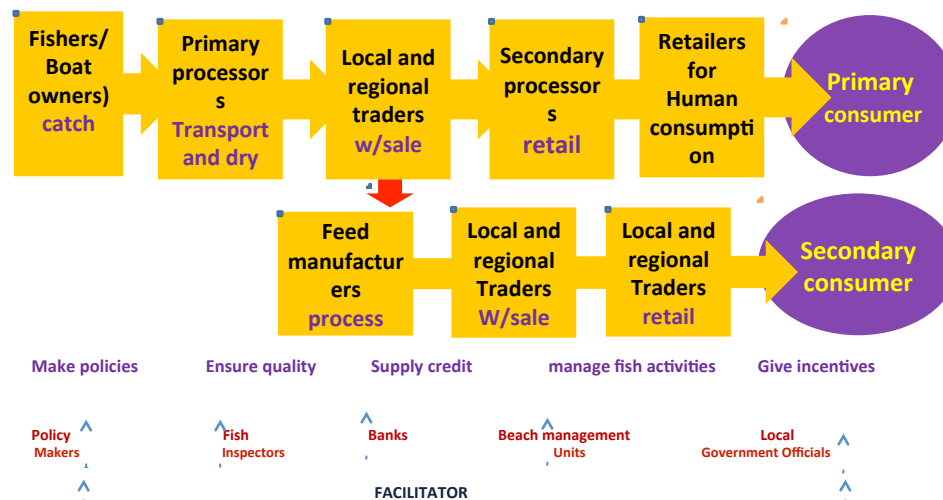 Fishers/
Boat
owners)
catch
Primary
processor
s
Transport
and dry
Local and
regional
traders
w/sale
Secondary
processor
s
retail
Retailers
for
Human
consumpti
on
Primary
consumer
Feed
manufactur
ers
process
Local and
regional
Traders
W/sale
Local and
regional
Traders
retail
Secondary
consumer
Make policies
Ensure quality
Supply credit
manage fish activities
Give incentives
Policy
Makers
Fish
Inspectors
Banks
Beach management
Units
Local
Government Officials
FACILITATOR